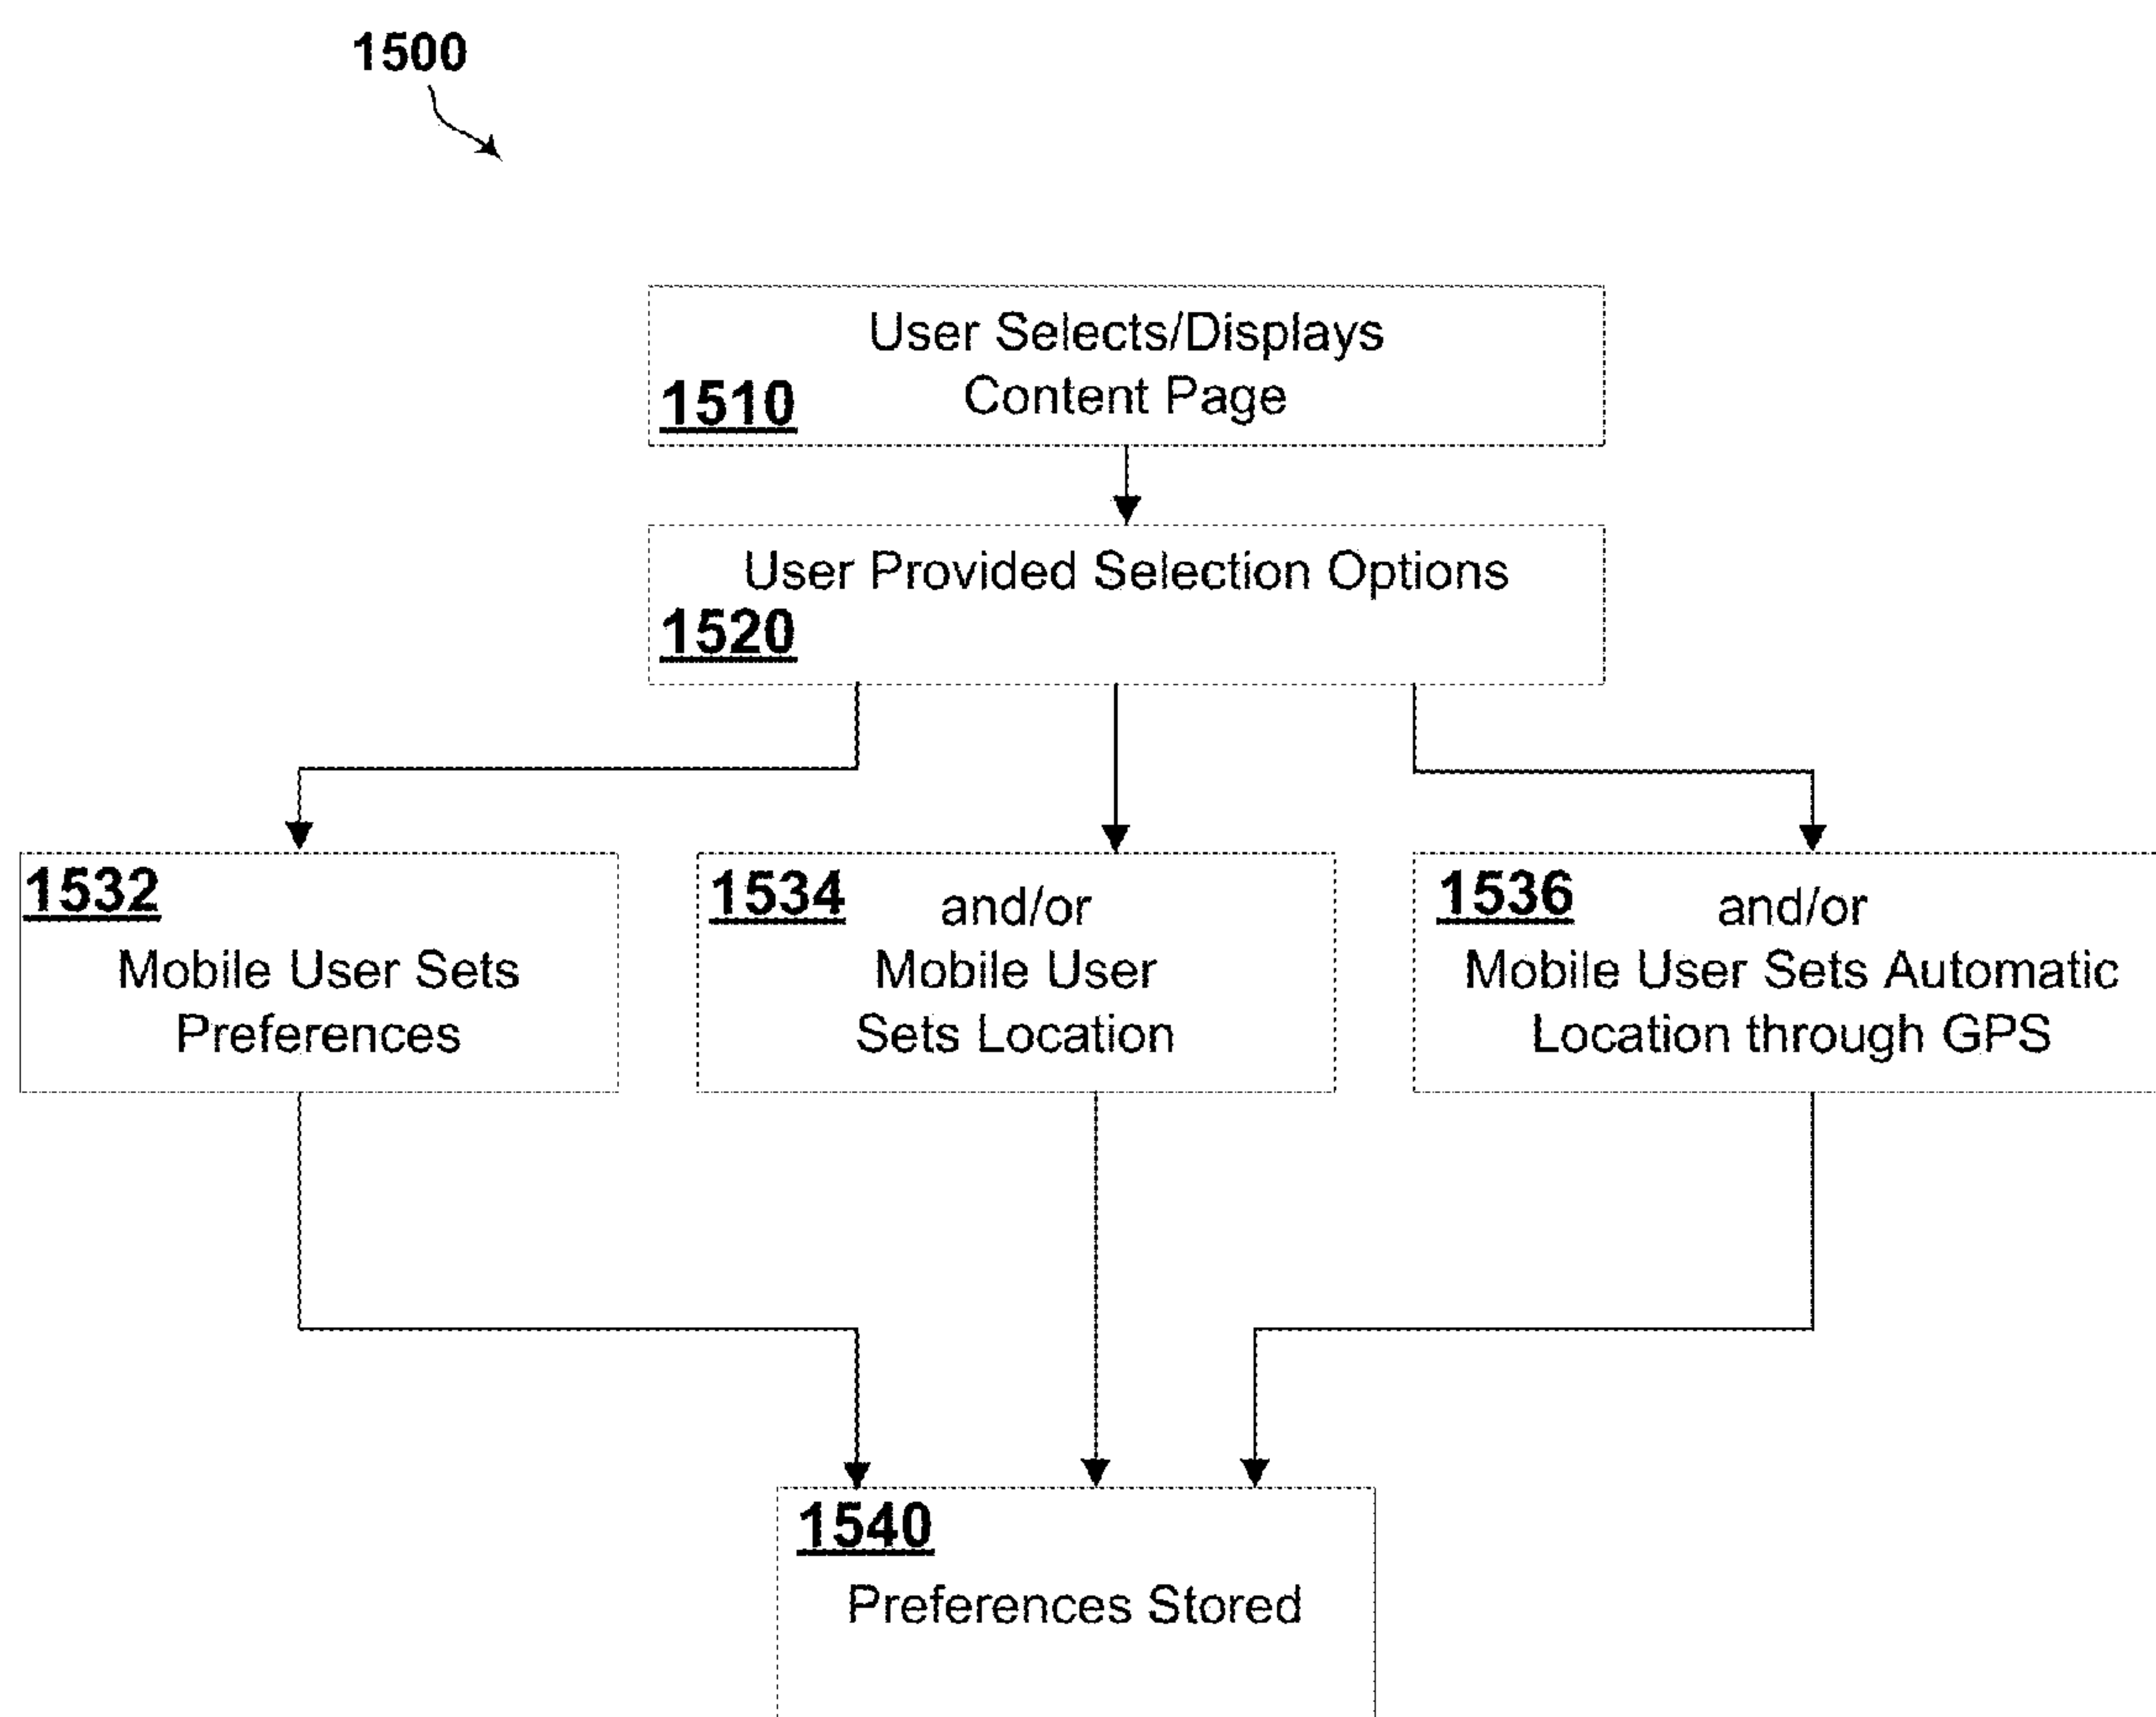 1500
User Selects/Displays
Content Page
1510
User Provided Selection Options
1520
1532
Mobile User Sets
Preferences
1534
and/or
Mobile User
Sets Location
1536
and/or
Mobile User Sets Automatic
Location through GPS
1540
Preferences Stored